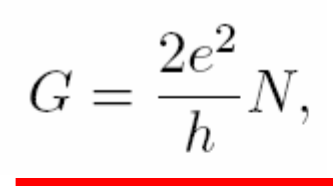 G = \frac{2e^2}{h} N,